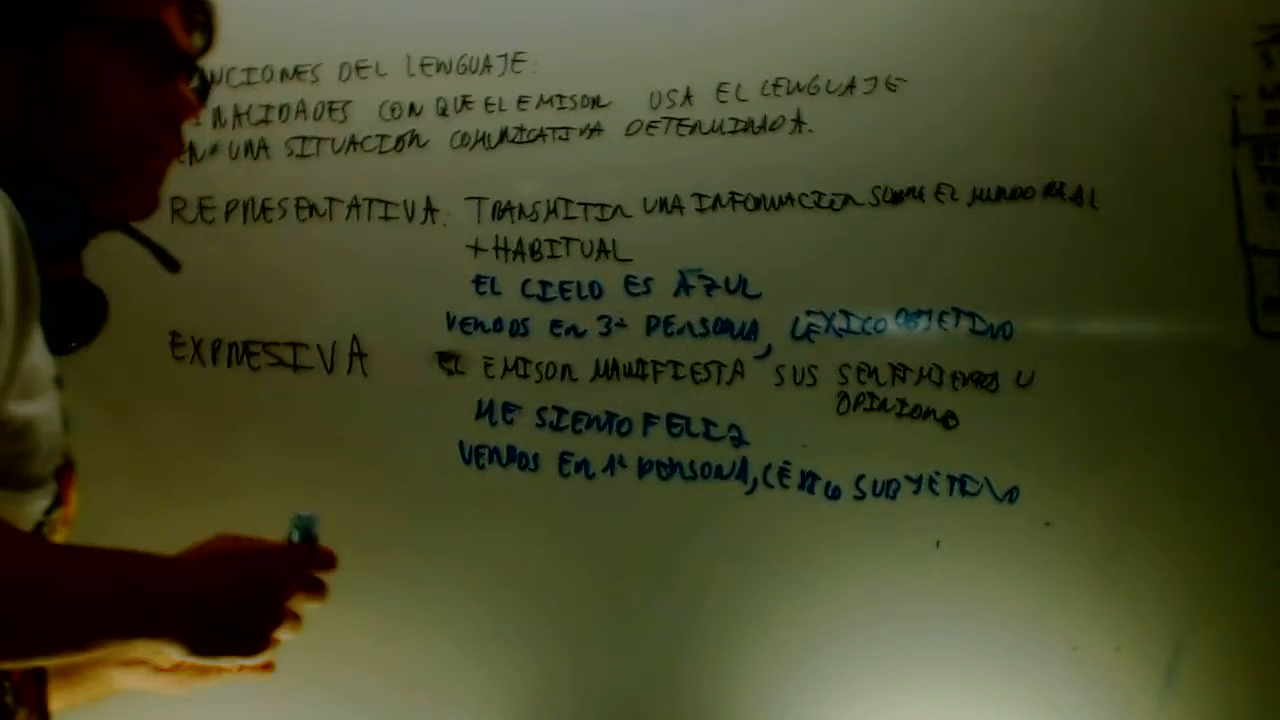 UNCIONES DEL LENGUAJE:
INALIDADES CON QUE EL EMISOR USA EL LENGUAJE
EN UNA SITUACIÓN COMUNICATIVA DETERMINADA.
REPRESENTATIVA: TRANSMITIR UNA INFORMACIÓN SOBRE EL MUNDO REAL
+ HABITUAL
EL CIELO ES AZUL
VERBOS EN 3ª PERSONA, LÉXICO OBJETIVO
EXPRESIVA EL EMISOR MANIFIESTA SUS SENTIMIENTOS U
OPINIONES
ME SIENTO FELIZ
VERBOS EN 1ª PERSONA, LÉXICO SUBJETIVO